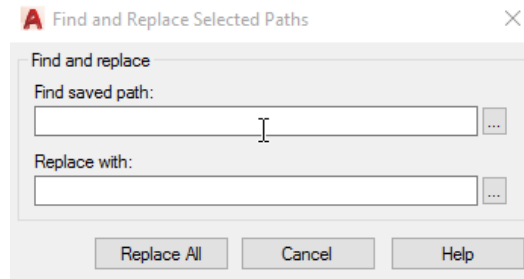 Find and Replace Selected Paths
Find and replace
Find saved path:
...
Replace with:
...
Replace All Cancel Help